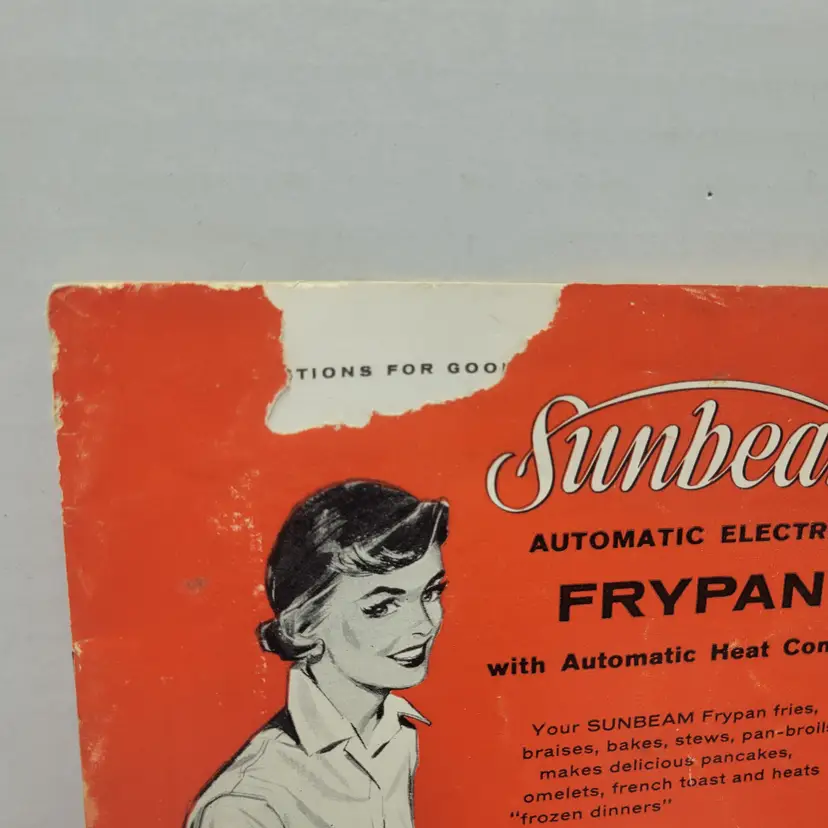 TIONS FOR GOO
Sunbea
AUTOMATIC ELECTR
FRYPAN
with Automatic Heat Con
Your SUNBEAM Frypan fries,
braises, bakes, stews, pan-broils
makes delicious pancakes,
omelets, french toast and heats
"frozen dinners"